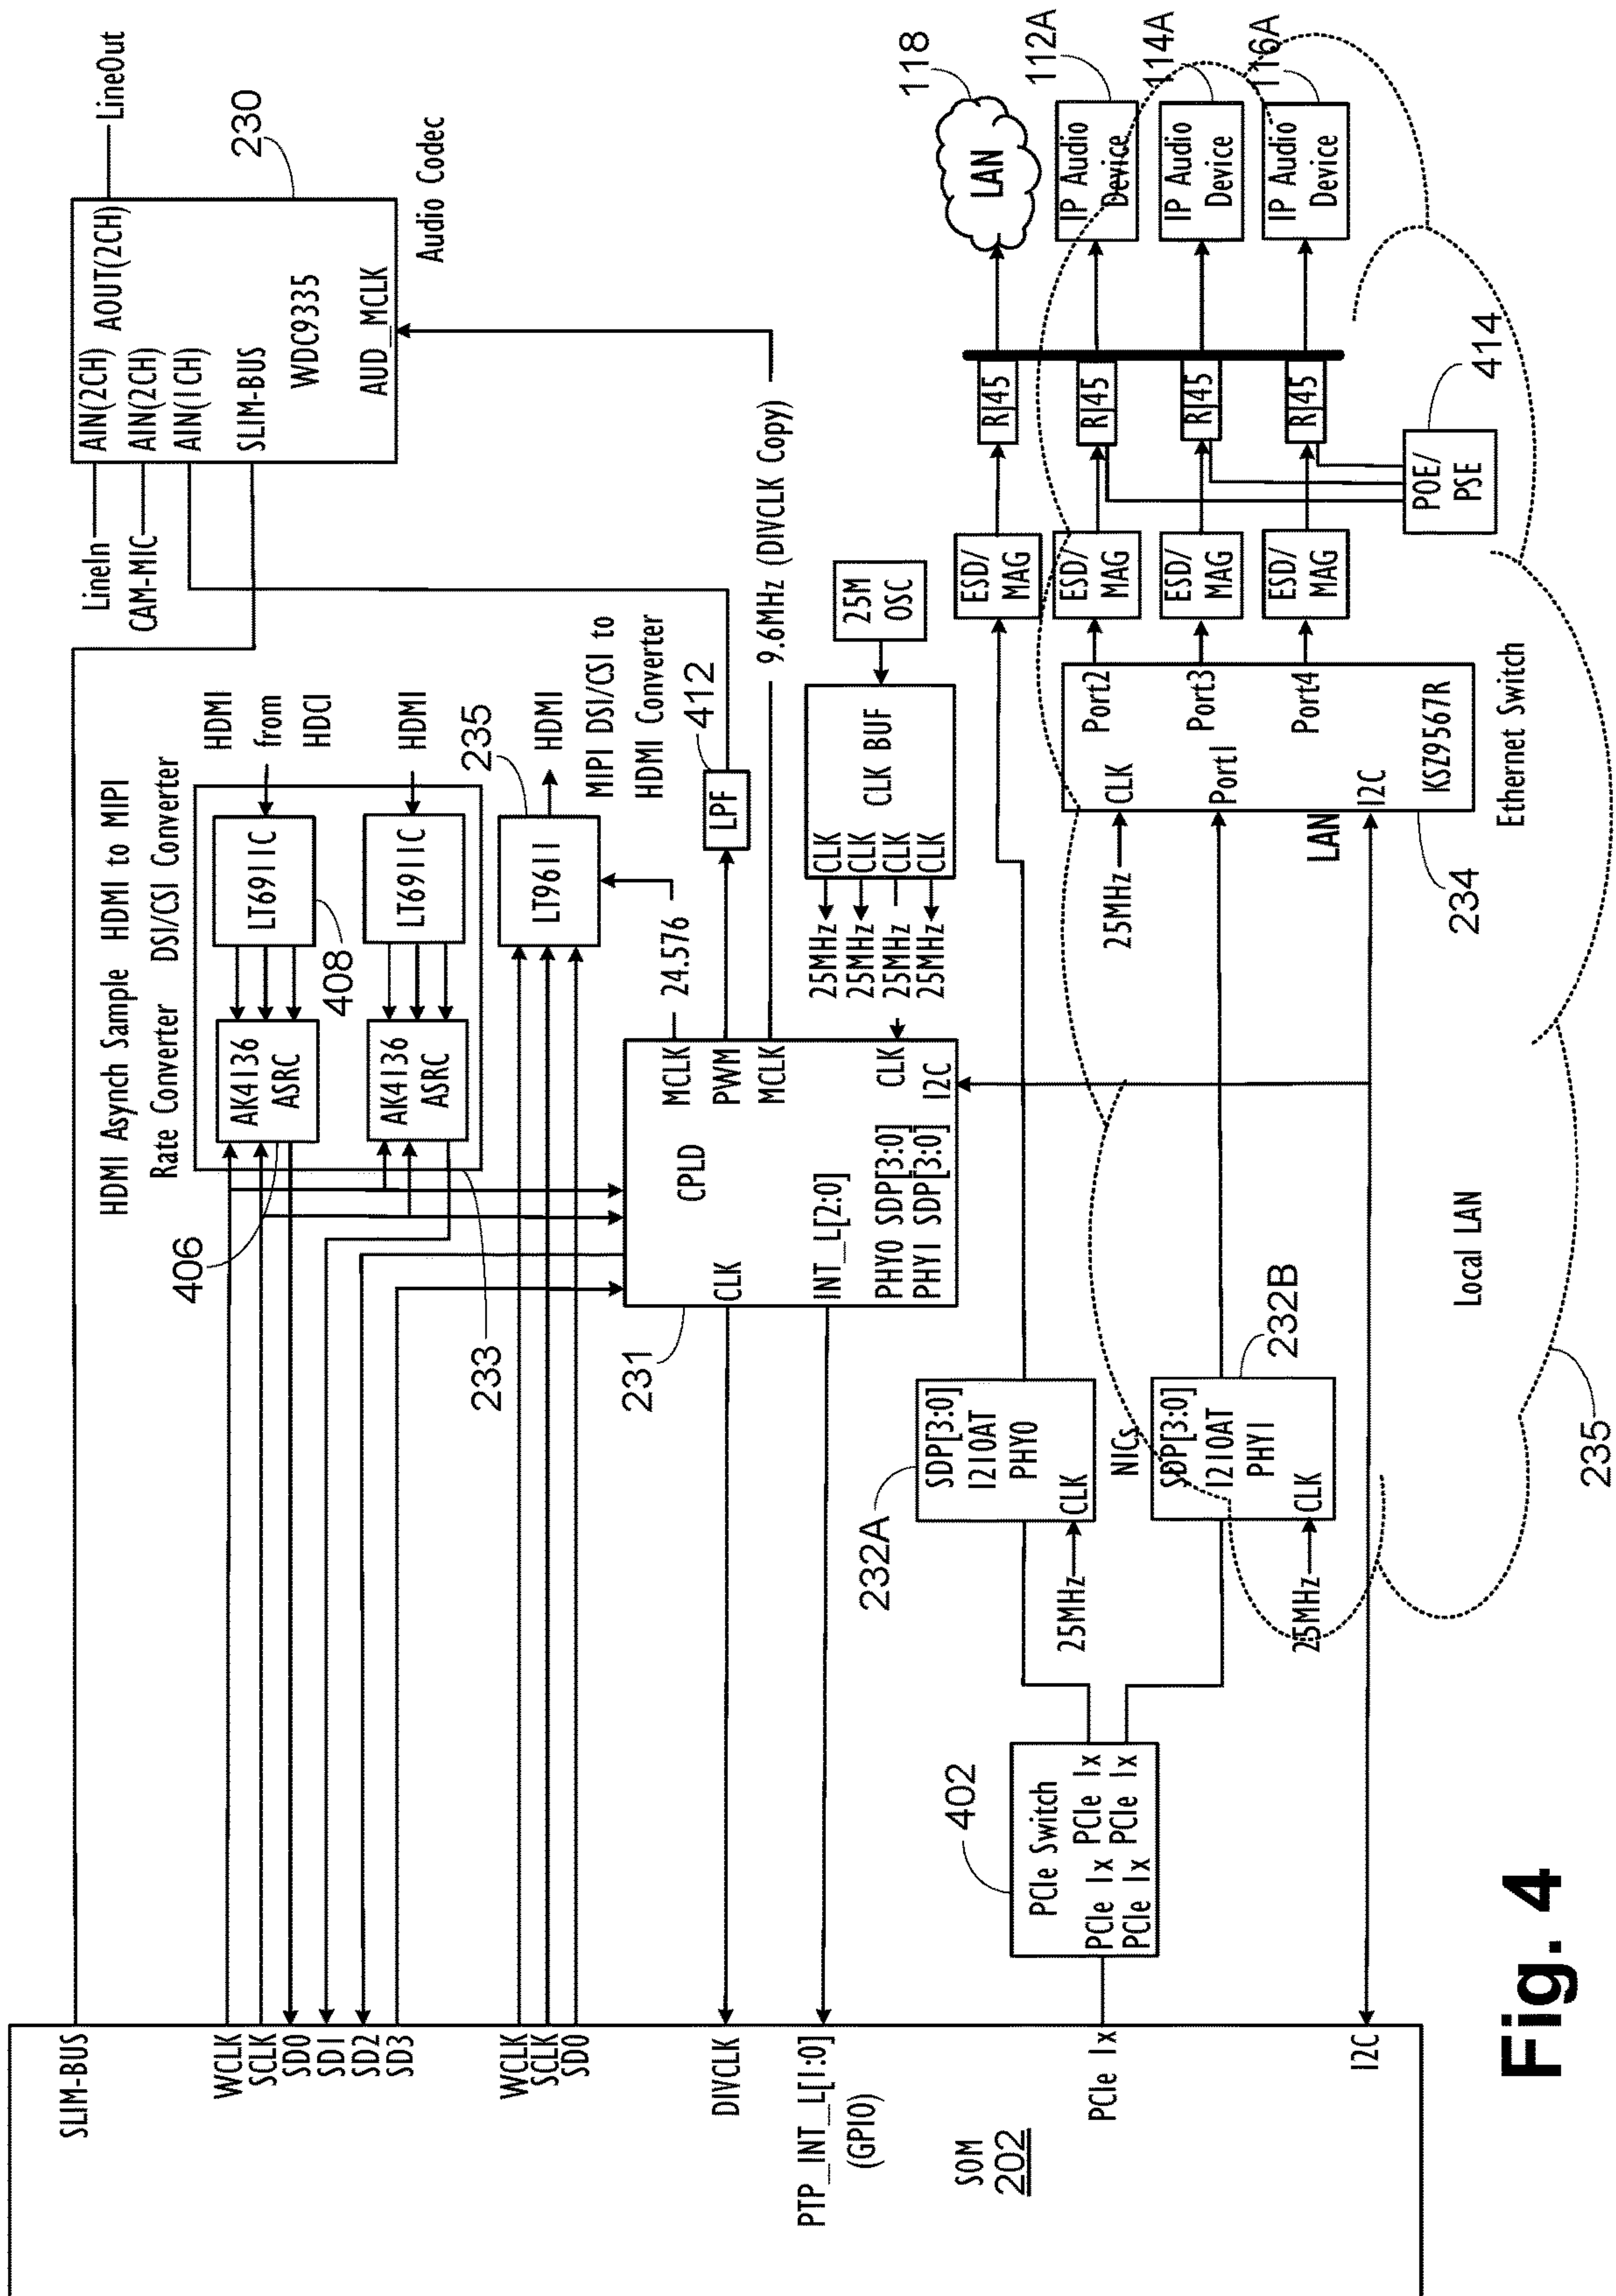 SLIM-BUS
WCLK
SCLK
SD0
SD1
SD2
SD3
WCLK
SCLK
SD0
DIVCLK
PTP_INT_L[1:0]
(GPIO)
SOM
202
PCIe 1x
I2C
HDMI Asynch Sample
Rate Converter
HDMI to MIPI
DSI/CSI Converter
AK4136
ASRC
LT6911C
HDMI
from
HDCI
AK4136
ASRC
LT6911C
HDMI
406
408
233
LT9611
HDMI
235
MIPI DSI/CSI to
HDMI Converter
24.576
LineIn
CAM-MIC
AIN(2CH)
AIN(2CH)
AIN(1CH)
AOUT(2CH)
LineOut
SLIM-BUS
WDC9335
AUD_MCLK
230
Audio Codec
231
CPLD
CLK
INT_L[2:0]
PHY0 SDP[3:0]
PHY1 SDP[3:0]
MCLK
PWM
MCLK
CLK
I2C
LPF
412
9.6MHz (DIVCLK Copy)
25MHz
25MHz
25MHz
25MHz
CLK
CLK
CLK
CLK
CLK BUF
25M
OSC
402
PCIe Switch
PCIe 1x
PCIe 1x
PCIe 1x
PCIe 1x
232A
SDP[3:0]
I210AT
PHY0
CLK
25MHz
NICs
SDP[3:0]
I210AT
PHY1
CLK
25MHz
232B
25MHz
CLK
Port1
LAN
I2C
Port2
Port3
Port4
KSZ9567R
234
Ethernet Switch
ESD/
MAG
ESD/
MAG
ESD/
MAG
ESD/
MAG
RJ45
RJ45
RJ45
RJ45
POE/
PSE
414
LAN
118
IP Audio
Device
112A
IP Audio
Device
114A
IP Audio
Device
116A
Local LAN
235
Fig. 4